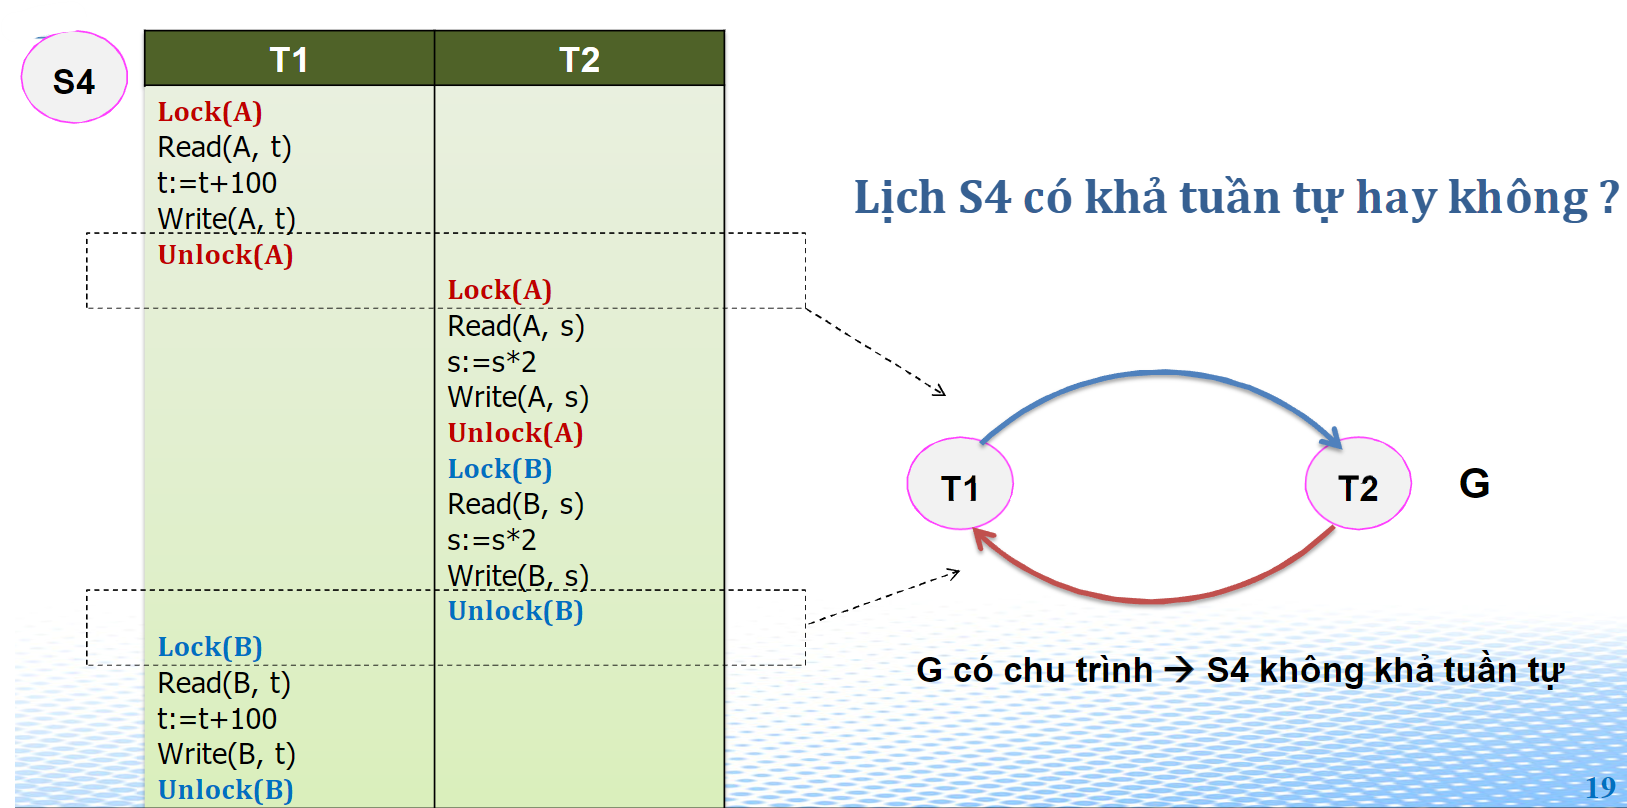 S4
T1 T2
Lock(A)
Read(A, t)
t:=t+100
Write(A, t)
Unlock(A)
Lock(A)
Read(A, s)
s:=s*2
Write(A, s)
Unlock(A)
Lock(B)
Read(B, s)
s:=s*2
Write(B, s)
Unlock(B)
Lock(B)
Read(B, t)
t:=t+100
Write(B, t)
Unlock(B)
Lịch S4 có khả tuần tự hay không ?
T1 T2 G
G có chu trình → S4 không khả tuần tự
19